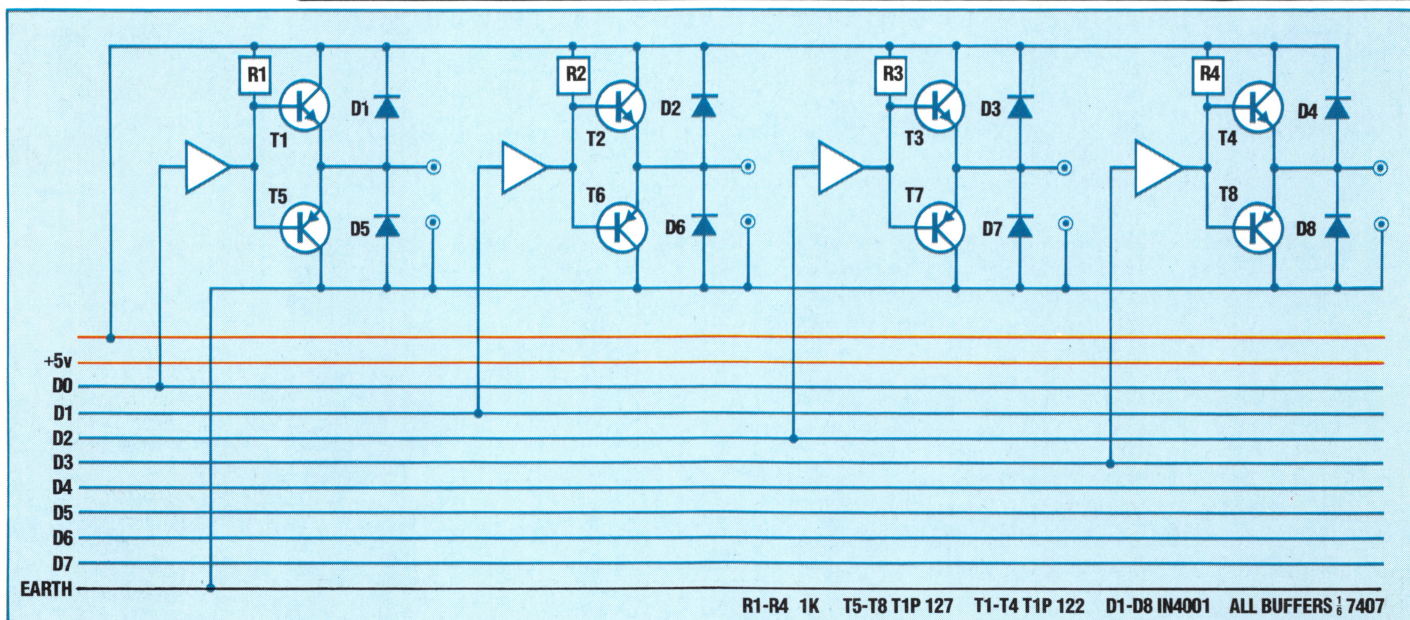 R1 R2 R3 R4
D1 D2 D3 D4
T1 T2 T3 T4
T5 T6 T7 T8
D5 D6 D7 D8
+5v
D0
D1
D2
D3
D4
D5
D6
D7
EARTH
R1-R4 1K T5-T8 T1P 127 T1-T4 T1P 122 D1-D8 IN4001 ALL BUFFERS 1/6 7407